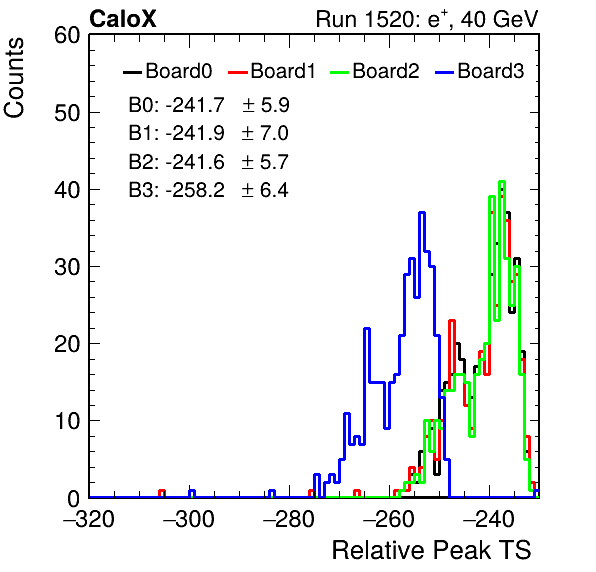 CaloX Run 1520: e⁺, 40 GeV
Counts
60
Board0 Board1 Board2 Board3
B0: -241.7 ± 5.9
B1: -241.9 ± 7.0
B2: -241.6 ± 5.7
B3: -258.2 ± 6.4
50
40
30
20
10
0
−320 −300 −280 −260 −240
Relative Peak TS